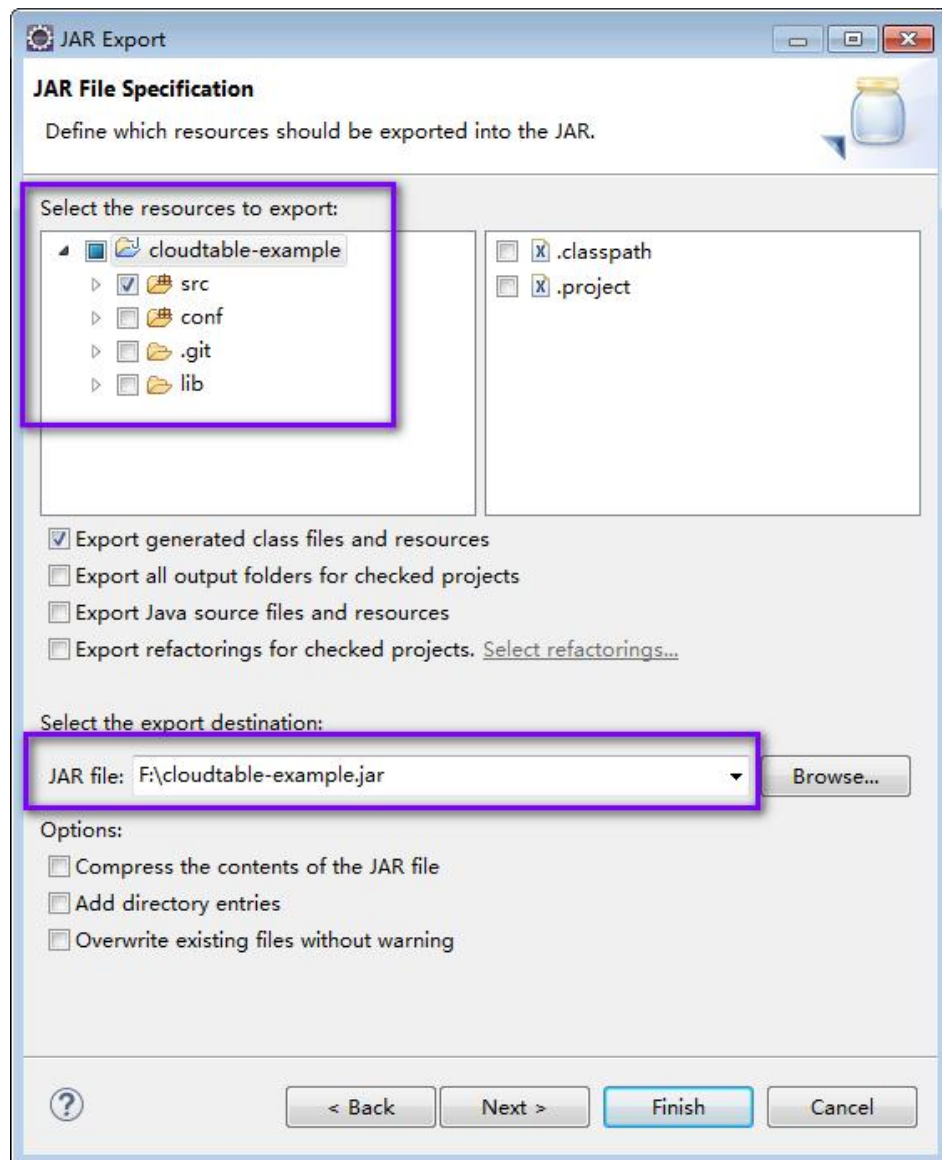 JAR Export
JAR File Specification
Define which resources should be exported into the JAR.
Select the resources to export:
cloudtable-example
src
conf
.git
lib
.classpath
.project
Export generated class files and resources
Export all output folders for checked projects
Export Java source files and resources
Export refactorings for checked projects. Select refactorings...
Select the export destination:
JAR file: F:\cloudtable-example.jar Browse...
Options:
Compress the contents of the JAR file
Add directory entries
Overwrite existing files without warning
? < Back Next > Finish Cancel